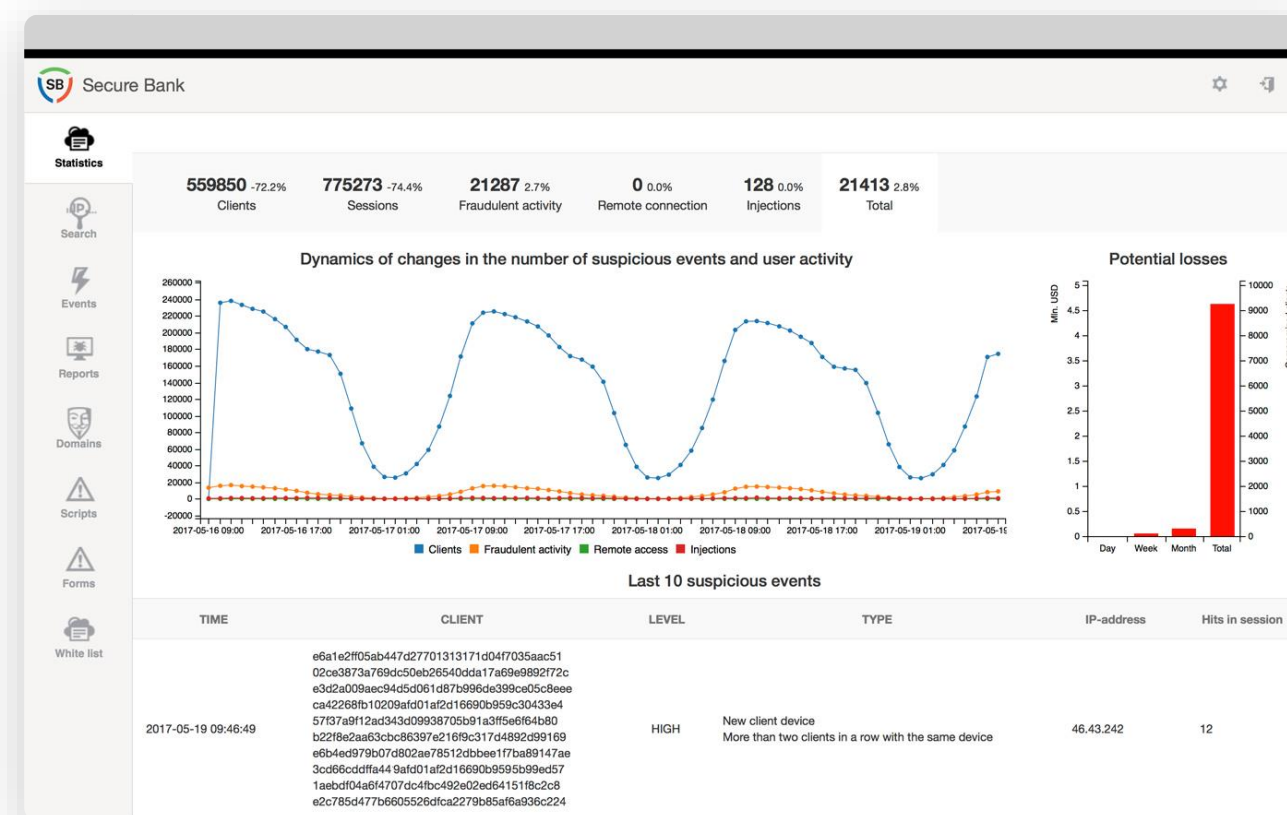 SB Secure Bank
Statistics
Search
Events
Reports
Domains
Scripts
Forms
White list
559850 -72.2%
Clients
775273 -74.4%
Sessions
21287 2.7%
Fraudulent activity
0 0.0%
Remote connection
128 0.0%
Injections
21413 2.8%
Total
Dynamics of changes in the number of suspicious events and user activity
260000
240000
220000
200000
180000
160000
140000
120000
100000
80000
60000
40000
20000
0
-20000
2017-05-16 09:00 2017-05-16 17:00 2017-05-17 01:00 2017-05-17 09:00 2017-05-17 17:00 2017-05-18 01:00 2017-05-18 09:00 2017-05-18 17:00 2017-05-19 01:00 2017-05-19
Clients Fraudulent activity Remote access Injections
Potential losses
Mln. USD
5
4.5
4
3.5
3
2.5
2
1.5
1
0.5
0
10000
9000
8000
7000
6000
5000
4000
3000
2000
1000
0
Day Week Month Total
Last 10 suspicious events
TIME CLIENT LEVEL TYPE IP-address Hits in session
2017-05-19 09:46:49
e6a1e2ff05ab447d27701313171d04f7035aac51
02ce3873a769dc50eb26540dda17a69e9892f72c
e3d2a009aec94d5d061d87b996de399ce05c8eee
ca42268fb10209afd01af2d16690b959c30433e4
57f37a9f12ad343d09938705b91a3ff5e6f64b80
b22f8e2aa63cbc86397e216f9c317d4892d99169
e6b4ed979b07d802ae78512dbbee1f7ba89147ae
3cd66cddffa449afd01af2d16690b9595b99ed57
1aebdf04a6f4707dc4fbc492e02ed64151f8c2c8
e2c785d477b6605526dfca2279b85af6a936c224
HIGH
New client device
More than two clients in a row with the same device
46.43.242
12